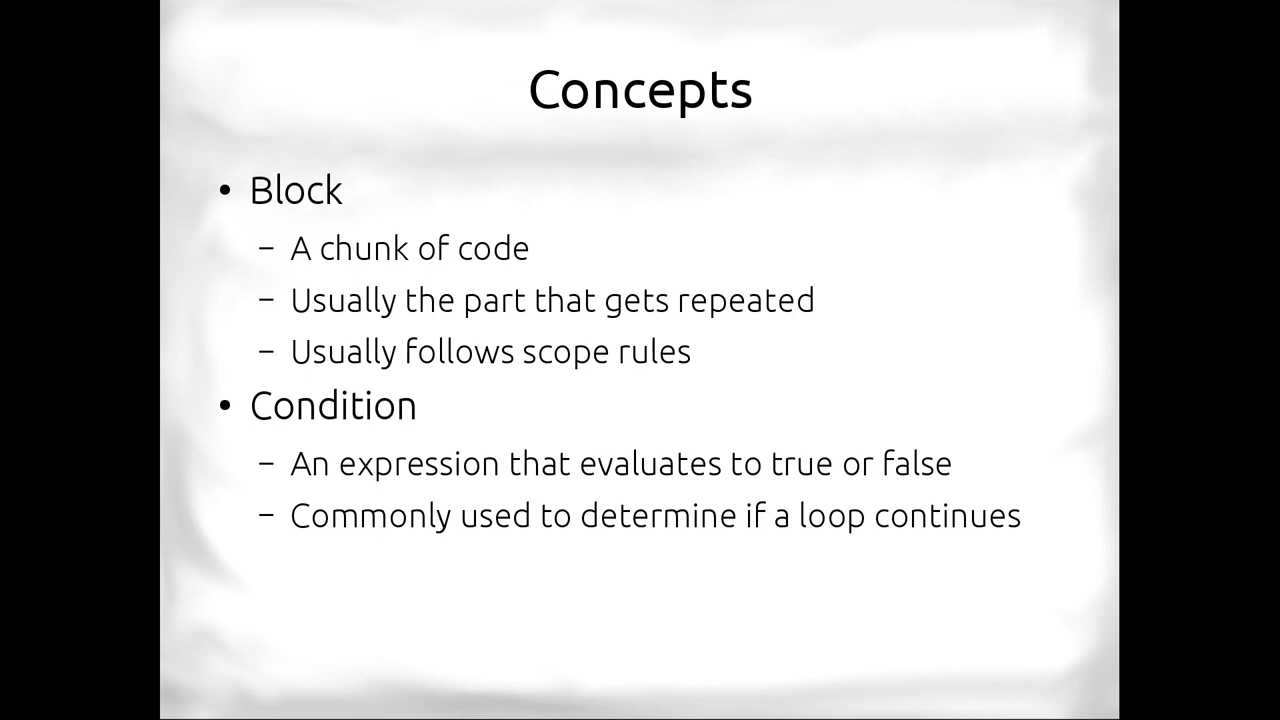 Concepts
• Block
– A chunk of code
– Usually the part that gets repeated
– Usually follows scope rules
• Condition
– An expression that evaluates to true or false
– Commonly used to determine if a loop continues